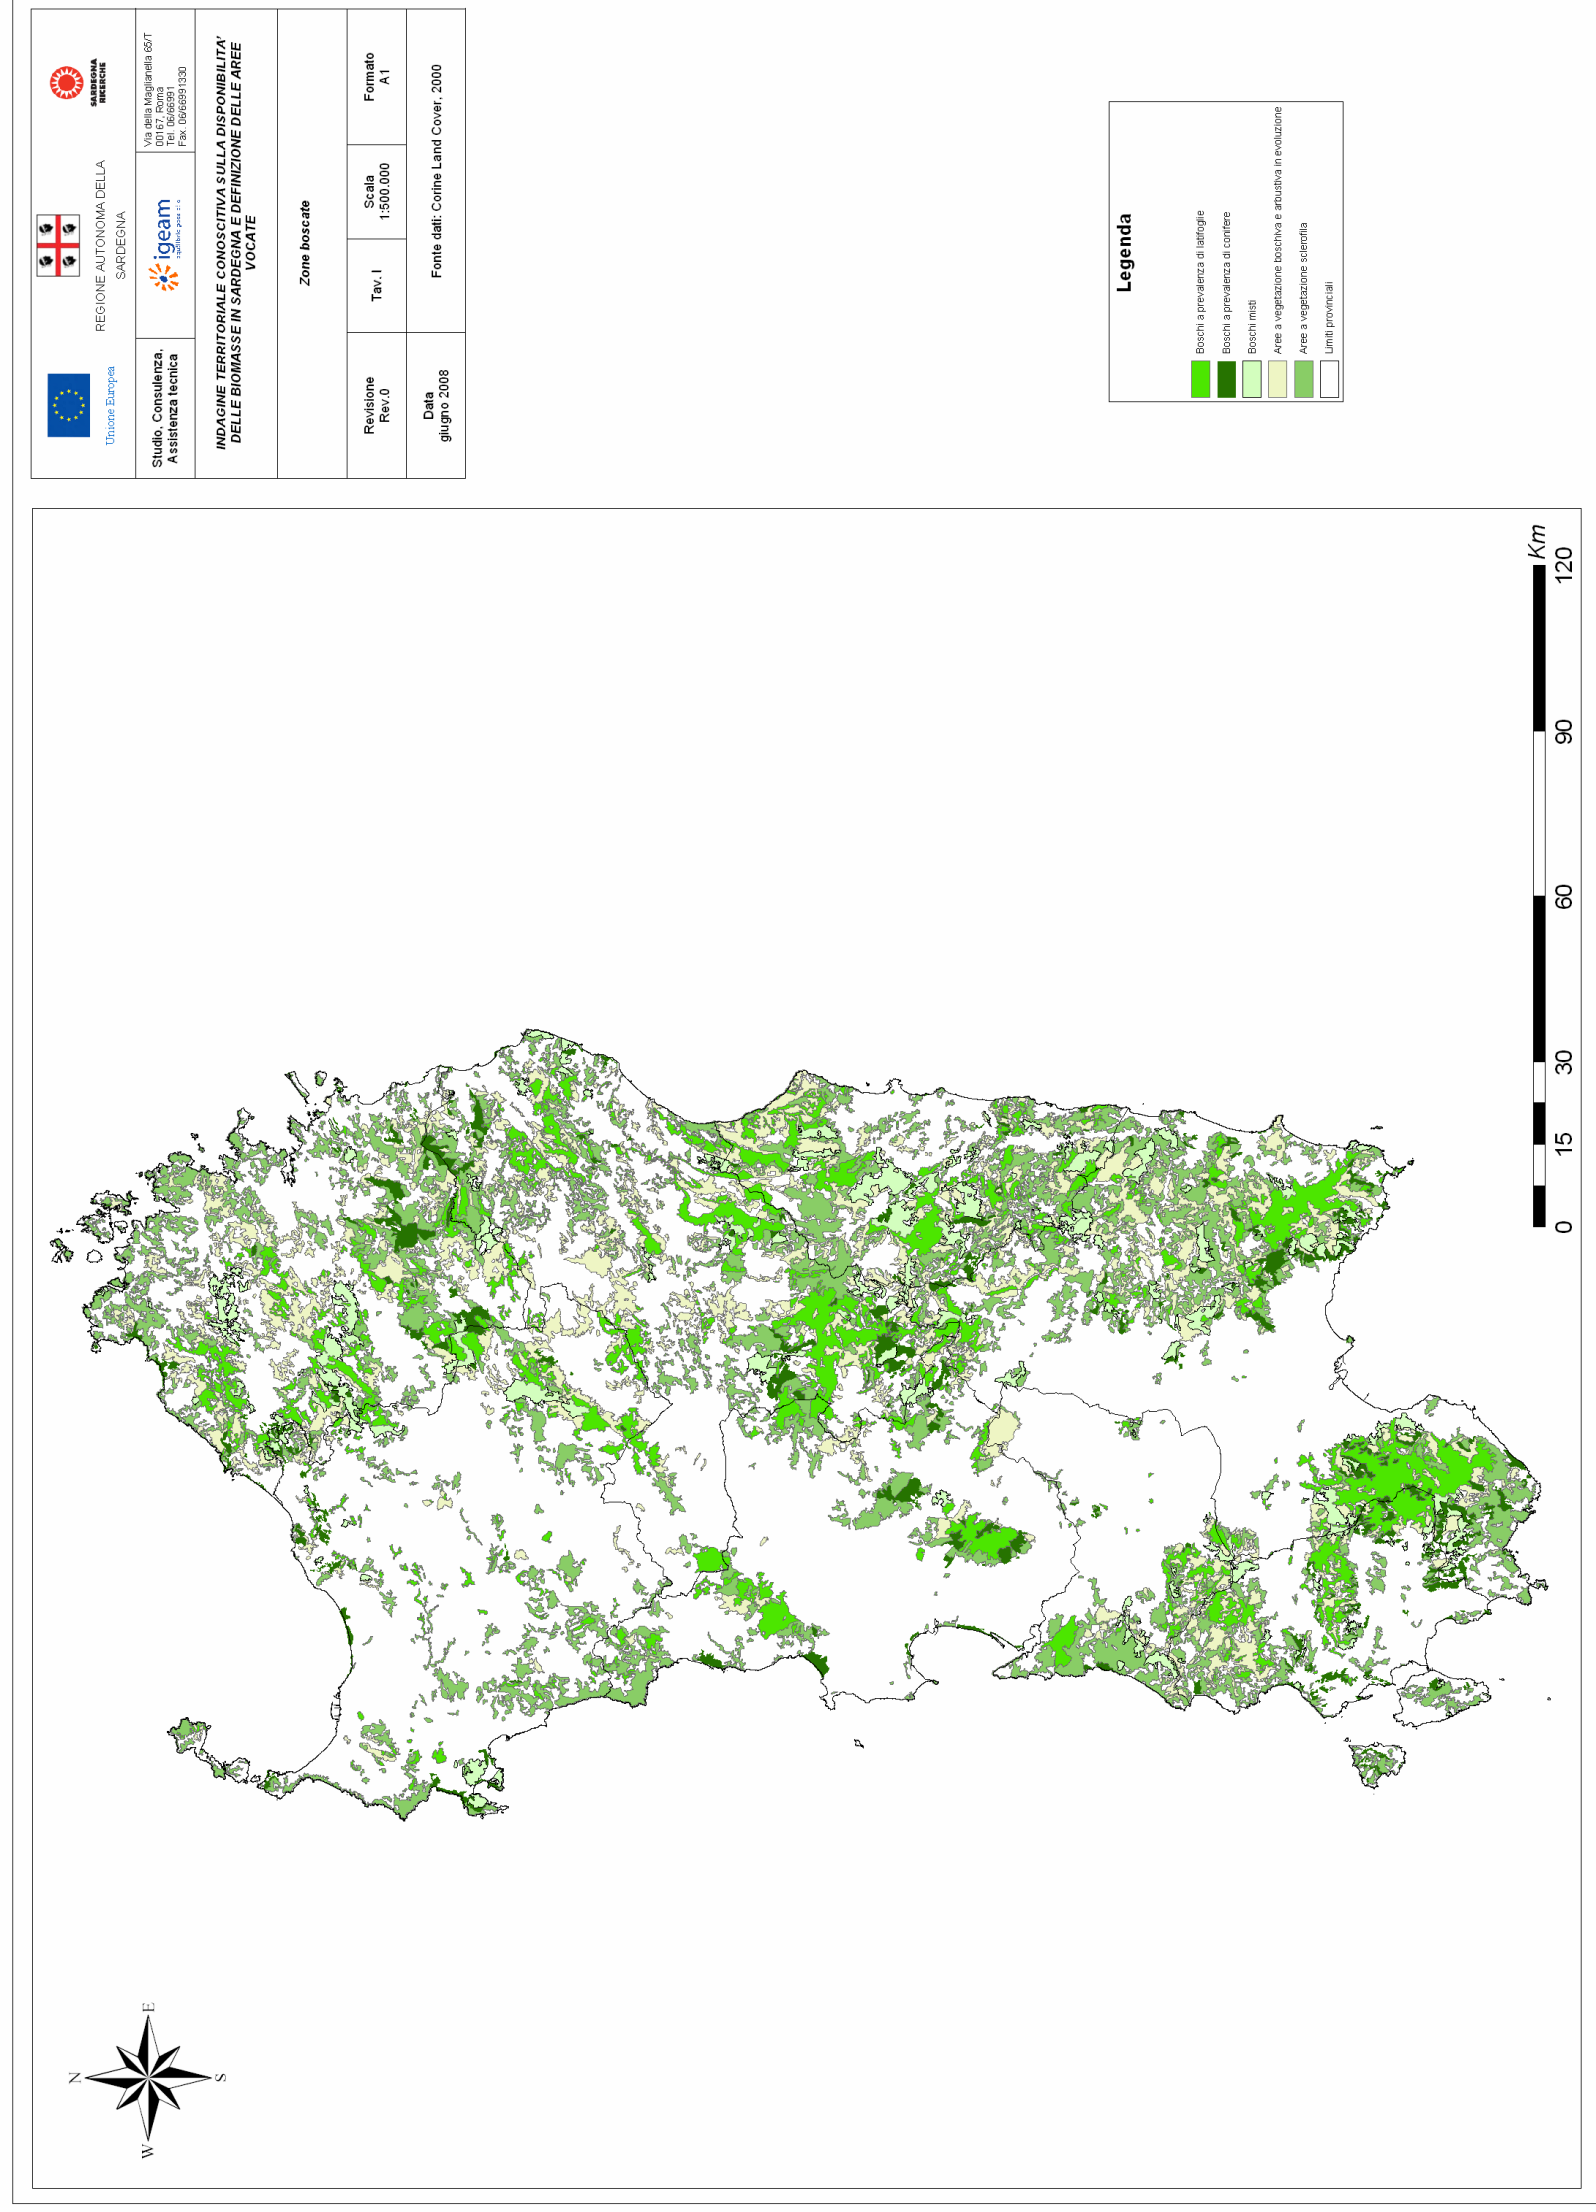 Unione Europea
REGIONE AUTONOMA DELLA
SARDEGNA
SARDEGNA
RICERCHE
Studio, Consulenza,
Assistenza tecnica
igeam
Via della Maglianella 65/T
00167, Roma
Tel. 06/66991
Fax. 06/66991330
INDAGINE TERRITORIALE CONOSCITIVA SULLA DISPONIBILITA'
DELLE BIOMASSE IN SARDEGNA E DEFINIZIONE DELLE AREE
VOCATE
Zone boscate
Revisione
Rev.0
Tav. I
Scala
1:500.000
Formato
A1
Data
giugno 2008
Fonte dati: Corine Land Cover, 2000
Legenda
Boschi a prevalenza di latifoglie
Boschi a prevalenza di conifere
Boschi misti
Aree a vegetazione boschiva e arbustiva in evoluzione
Aree a vegetazione sclerofilla
Limiti provinciali
N
W
E
S
Km
0 15 30 60 90 120